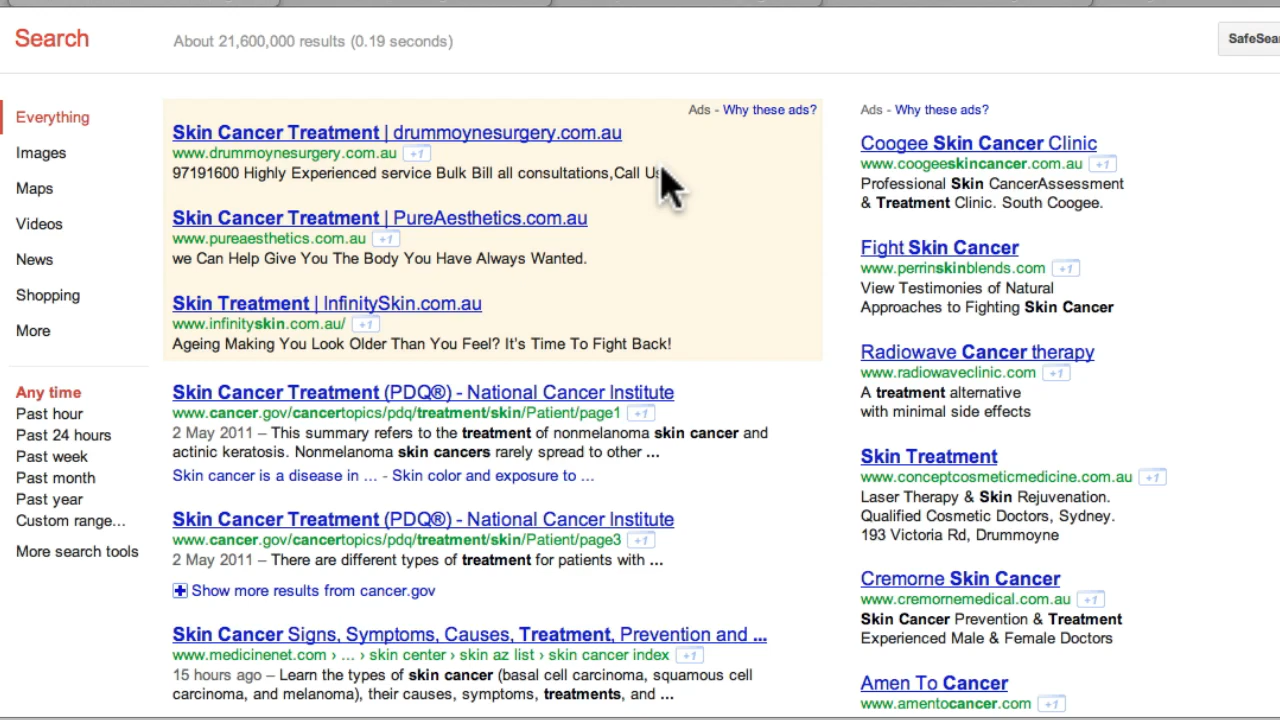 Search
About 21,600,000 results (0.19 seconds)
Everything
Images
Maps
Videos
News
Shopping
More
Any time
Past hour
Past 24 hours
Past week
Past month
Past year
Custom range...
More search tools
Ads - Why these ads?
Skin Cancer Treatment | drummoynesurgery.com.au
www.drummoynesurgery.com.au +1
97191600 Highly Experienced service Bulk Bill all consultations,Call Us
Skin Cancer Treatment | PureAesthetics.com.au
www.pureaesthetics.com.au +1
we Can Help Give You The Body You Have Always Wanted.
Skin Treatment | InfinitySkin.com.au
www.infinityskin.com.au/ +1
Ageing Making You Look Older Than You Feel? It's Time To Fight Back!
Skin Cancer Treatment (PDQ®) - National Cancer Institute
www.cancer.gov/cancertopics/pdq/treatment/skin/Patient/page1 +1
2 May 2011 – This summary refers to the treatment of nonmelanoma skin cancer and
actinic keratosis. Nonmelanoma skin cancers rarely spread to other ...
Skin cancer is a disease in ... - Skin color and exposure to ...
Skin Cancer Treatment (PDQ®) - National Cancer Institute
www.cancer.gov/cancertopics/pdq/treatment/skin/Patient/page3 +1
2 May 2011 – There are different types of treatment for patients with ...
Show more results from cancer.gov
Skin Cancer Signs, Symptoms, Causes, Treatment, Prevention and ...
www.medicinenet.com › ... › skin center › skin az list › skin cancer index +1
15 hours ago – Learn the types of skin cancer (basal cell carcinoma, squamous cell
carcinoma, and melanoma), their causes, symptoms, treatments, and ...
Ads - Why these ads?
Coogee Skin Cancer Clinic
www.coogeeskincancer.com.au +1
Professional Skin CancerAssessment
& Treatment Clinic. South Coogee.
Fight Skin Cancer
www.perrinskinblends.com +1
View Testimonies of Natural
Approaches to Fighting Skin Cancer
Radiowave Cancer therapy
www.radiowaveclinic.com +1
A treatment alternative
with minimal side effects
Skin Treatment
www.conceptcosmeticmedicine.com.au +1
Laser Therapy & Skin Rejuvenation.
Qualified Cosmetic Doctors, Sydney.
193 Victoria Rd, Drummoyne
Cremorne Skin Cancer
www.cremornemedical.com.au +1
Skin Cancer Prevention & Treatment
Experienced Male & Female Doctors
Amen To Cancer
www.amentocancer.com +1